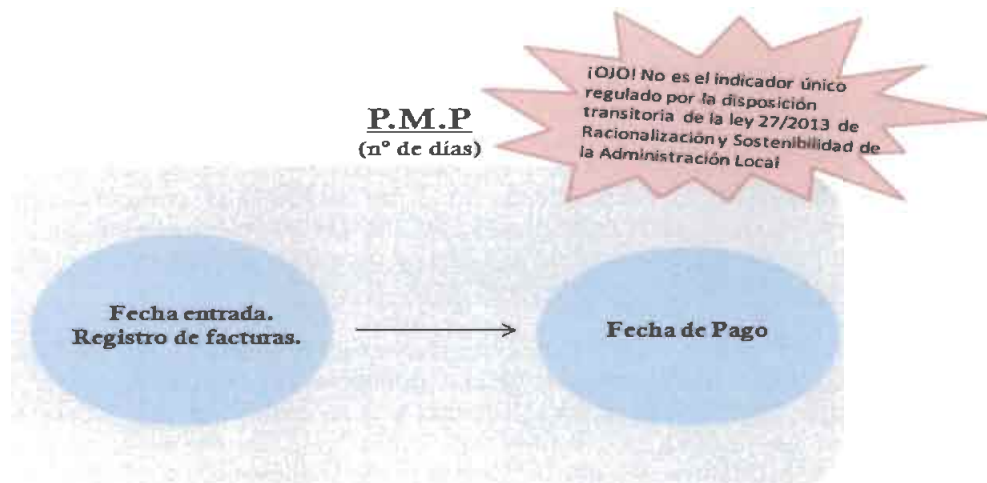 ¡OJO! No es el indicador único
regulado por la disposición
transitoria de la ley 27/2013 de
Racionalización y Sostenibilidad de
la Administración Local
P.M.P
(nº de días)
Fecha entrada.
Registro de facturas.
Fecha de Pago